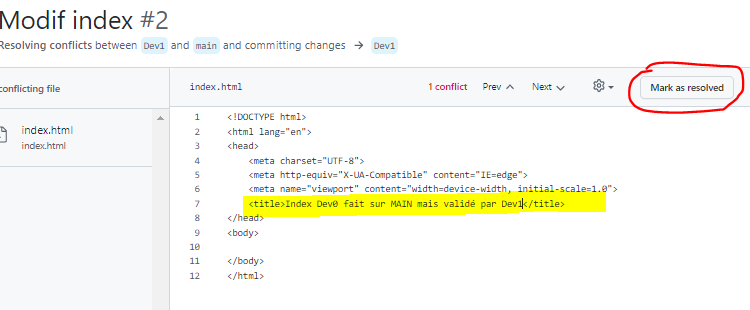 Modif index #2
Resolving conflicts between Dev1 and main and committing changes → Dev1
conflicting file
index.html 1 conflict Prev Next Mark as resolved
index.html
index.html
1 <!DOCTYPE html>
2 <html lang="en">
3 <head>
4 <meta charset="UTF-8">
5 <meta http-equiv="X-UA-Compatible" content="IE=edge">
6 <meta name="viewport" content="width=device-width, initial-scale=1.0">
7 <title>Index Dev0 fait sur MAIN mais validé par Dev1</title>
8 </head>
9 <body>
10
11 </body>
12 </html>